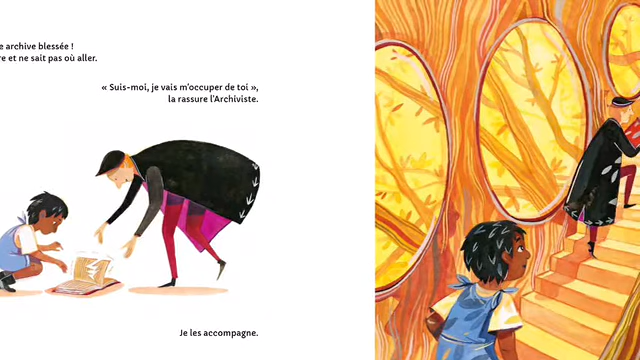 e archive blessée !
re et ne sait pas où aller.
« Suis-moi, je vais m’occuper de toi »,
la rassure l’Archiviste.
Je les accompagne.